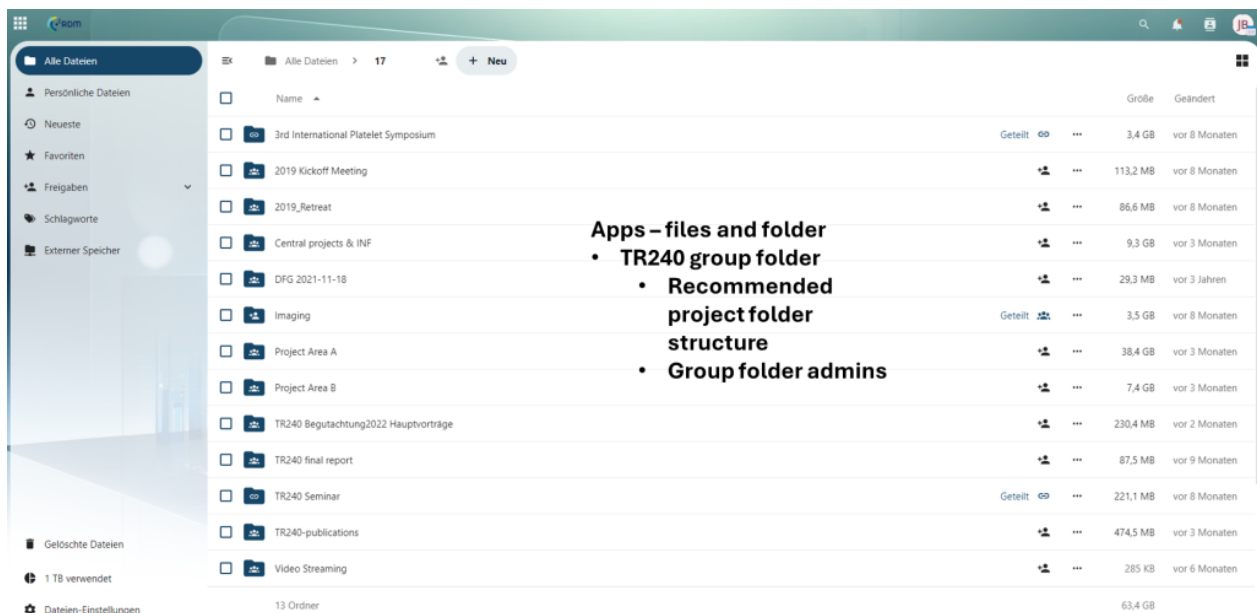 RDM
JB
Alle Dateien
Persönliche Dateien
Neueste
Favoriten
Freigaben
Schlagworte
Externer Speicher
Gelöschte Dateien
1 TB verwendet
Dateien-Einstellungen
Alle Dateien > 17 + Neu
Name Größe Geändert
3rd International Platelet Symposium Geteilt 3,4 GB vor 8 Monaten
2019 Kickoff Meeting 113,2 MB vor 8 Monaten
2019_Retreat 86,6 MB vor 8 Monaten
Central projects & INF 9,3 GB vor 3 Monaten
DFG 2021-11-18 29,3 MB vor 3 Jahren
Imaging Geteilt 3,5 GB vor 8 Monaten
Project Area A 38,4 GB vor 3 Monaten
Project Area B 7,4 GB vor 3 Monaten
TR240 Begutachtung2022 Hauptvorträge 230,4 MB vor 2 Monaten
TR240 final report 87,5 MB vor 9 Monaten
TR240 Seminar Geteilt 221,1 MB vor 8 Monaten
TR240-publications 474,5 MB vor 3 Monaten
Video Streaming 285 KB vor 6 Monaten
13 Ordner 63,4 GB
Apps – files and folder
• TR240 group folder
• Recommended
project folder
structure
• Group folder admins